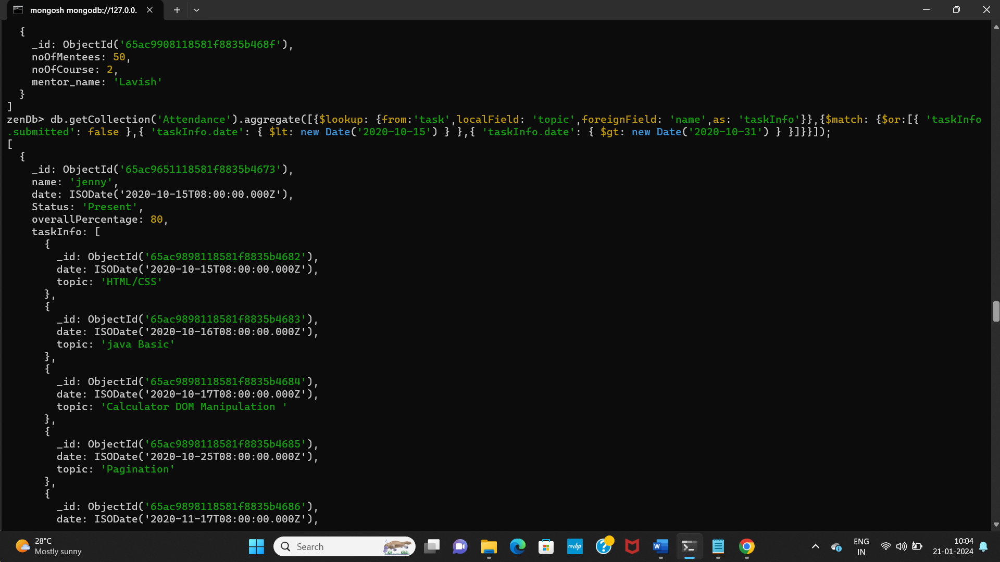 mongosh mongodb://127.0.0.
{
_id: ObjectId('65ac9908118581f8835b468f'),
noOfMentees: 50,
noOfCourse: 2,
mentor_name: 'Lavish'
}
]
zenDb> db.getCollection('Attendance').aggregate([{$lookup: {from:'task',localField: 'topic',foreignField: 'name',as: 'taskInfo'}},{$match: {$or:[{ 'taskInfo
.submitted': false },{ 'taskInfo.date': { $lt: new Date('2020-10-15') } },{ 'taskInfo.date': { $gt: new Date('2020-10-31') } }]}}]);
[
{
_id: ObjectId('65ac9651118581f8835b4673'),
name: 'jenny',
date: ISODate('2020-10-15T08:00:00.000Z'),
Status: 'Present',
overallPercentage: 80,
taskInfo: [
{
_id: ObjectId('65ac9898118581f8835b4682'),
date: ISODate('2020-10-15T08:00:00.000Z'),
topic: 'HTML/CSS'
},
{
_id: ObjectId('65ac9898118581f8835b4683'),
date: ISODate('2020-10-16T08:00:00.000Z'),
topic: 'java Basic'
},
{
_id: ObjectId('65ac9898118581f8835b4684'),
date: ISODate('2020-10-17T08:00:00.000Z'),
topic: 'Calculator DOM Manipulation '
},
{
_id: ObjectId('65ac9898118581f8835b4685'),
date: ISODate('2020-10-25T08:00:00.000Z'),
topic: 'Pagination'
},
{
_id: ObjectId('65ac9898118581f8835b4686'),
date: ISODate('2020-11-17T08:00:00.000Z'),
28°C
Mostly sunny
Search
myhp
W
ENG
IN
10:04
21-01-2024